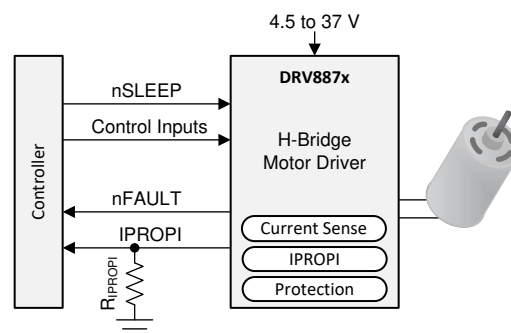 4.5 to 37 V
DRV887x
nSLEEP
Control Inputs
H-Bridge
Motor Driver
Controller
nFAULT
IPROPI
Current Sense
IPROPI
Protection
RIPROPI